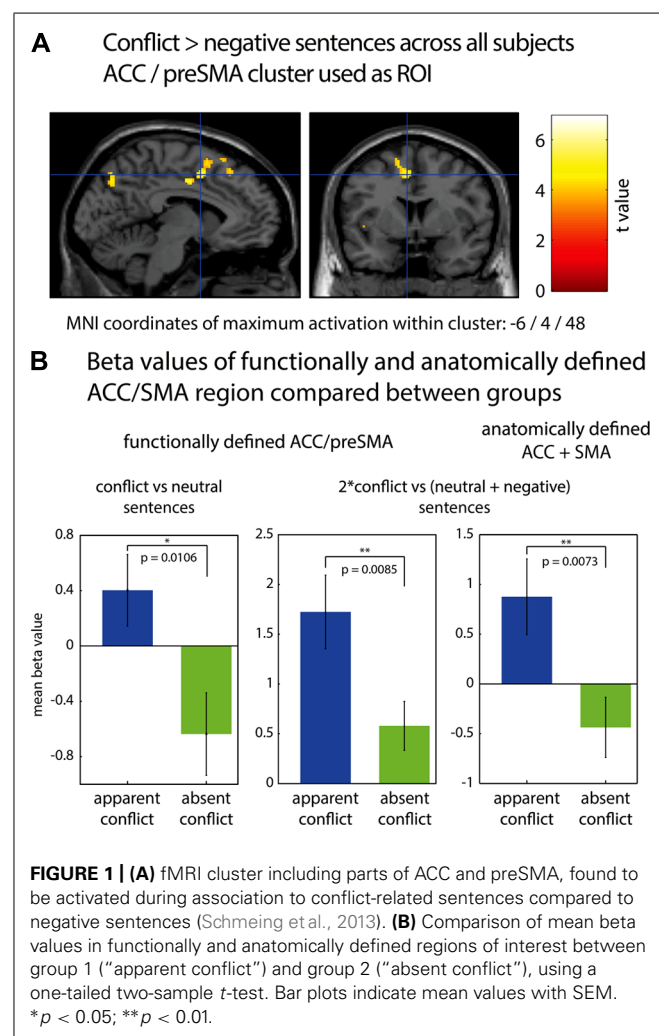 A
Conflict > negative sentences across all subjects
ACC / preSMA cluster used as ROI
6
4
2
0
t value
MNI coordinates of maximum activation within cluster: -6 / 4 / 48
B
Beta values of functionally and anatomically defined
ACC/SMA region compared between groups
functionally defined ACC/preSMA
anatomically defined
ACC + SMA
conflict vs neutral
sentences
2*conflict vs (neutral + negative)
sentences
mean beta value
0.8
0.4
0
-0.4
-0.8
*
p = 0.0106
apparent
conflict
absent
conflict
2.5
2
1.5
1
0.5
0
**
p = 0.0085
apparent
conflict
absent
conflict
1.5
1
0.5
0
-0.5
-1
**
p = 0.0073
apparent
conflict
absent
conflict
FIGURE 1 | (A) fMRI cluster including parts of ACC and preSMA, found to
be activated during association to conflict-related sentences compared to
negative sentences (Schmeing et al., 2013). (B) Comparison of mean beta
values in functionally and anatomically defined regions of interest between
group 1 (“apparent conflict”) and group 2 (“absent conflict”), using a
one-tailed two-sample t-test. Bar plots indicate mean values with SEM.
*p < 0.05; **p < 0.01.